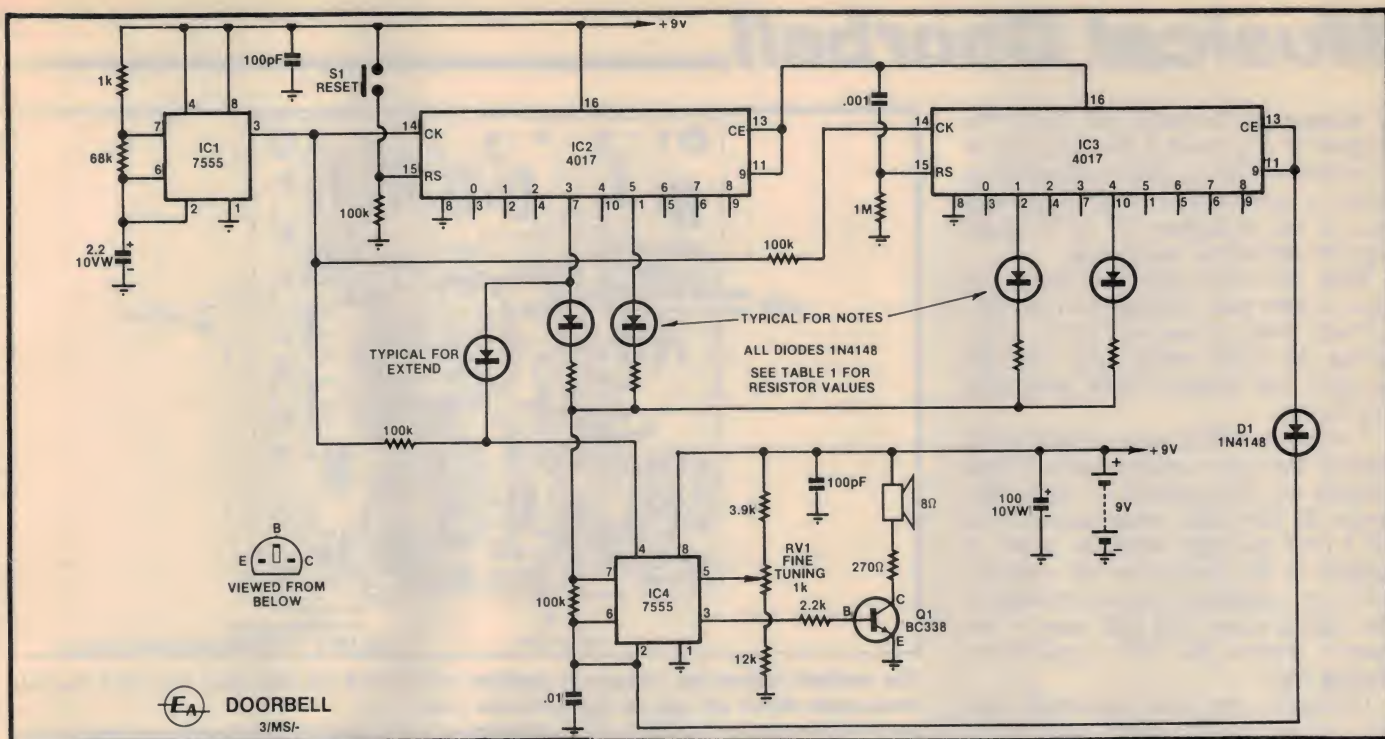 +9v
1k
100pF
S1
RESET
4
8
7
6
2
3
1
IC1
7555
68k
2.2
10VW
+
-
16
14
CK
15
RS
IC2
4017
CE
13
9
11
8
0
3
1
2
2
4
3
7
4
10
5
1
6
5
7
6
8
9
100k
.001
1M
100k
16
14
CK
15
RS
IC3
4017
CE
13
9
11
8
0
3
1
2
2
4
3
7
4
10
5
1
6
5
7
6
8
9
TYPICAL FOR
EXTEND
TYPICAL FOR NOTES
ALL DIODES 1N4148
SEE TABLE 1 FOR
RESISTOR VALUES
100k
D1
1N4148
+9V
100pF
3.9k
8Ω
100
10VW
+
-
+
9V
-
B
E
C
VIEWED FROM
BELOW
4
8
7
6
2
5
3
1
IC4
7555
100k
RV1
FINE
TUNING
1k
270Ω
2.2k
B
C
E
Q1
BC338
12k
.01
EA
DOORBELL
3/MS/-